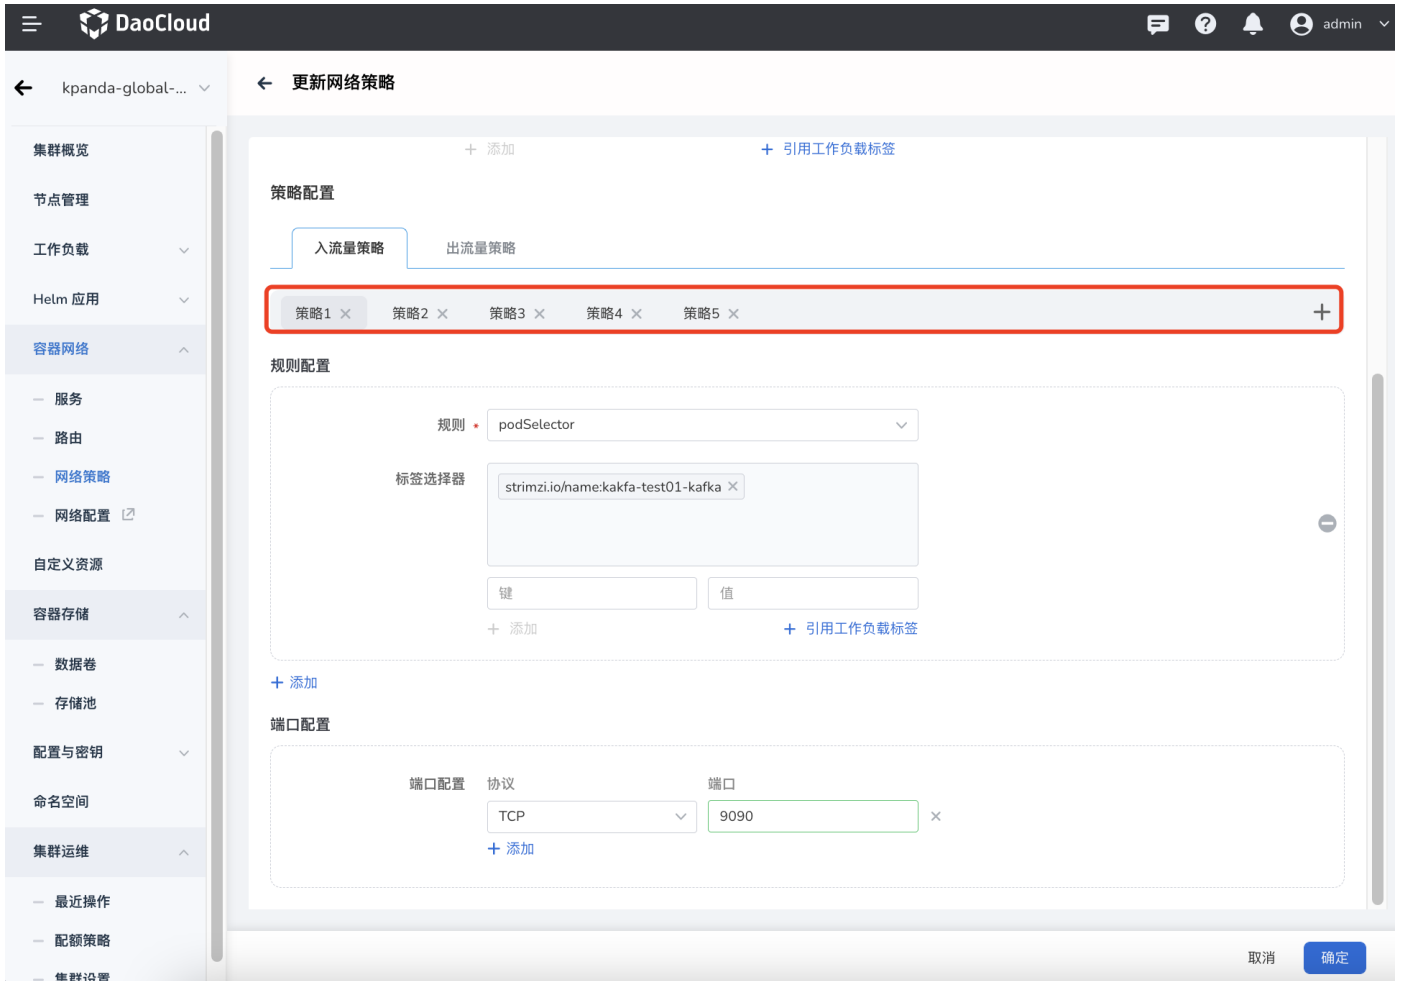 DaoCloud
admin
kpanda-global-...
更新网络策略
集群概览
节点管理
工作负载
Helm 应用
容器网络
服务
路由
网络策略
网络配置
自定义资源
容器存储
数据卷
存储池
配置与密钥
命名空间
集群运维
最近操作
配额策略
集群设置
+ 添加
+ 引用工作负载标签
策略配置
入流量策略 出流量策略
策略1 × 策略2 × 策略3 × 策略4 × 策略5 × +
规则配置
规则 * podSelector
标签选择器 strimzi.io/name:kakfa-test01-kafka ×
键 值
+ 添加 + 引用工作负载标签
+ 添加
端口配置
端口配置 协议 端口
TCP 9090 ×
+ 添加
取消 确定